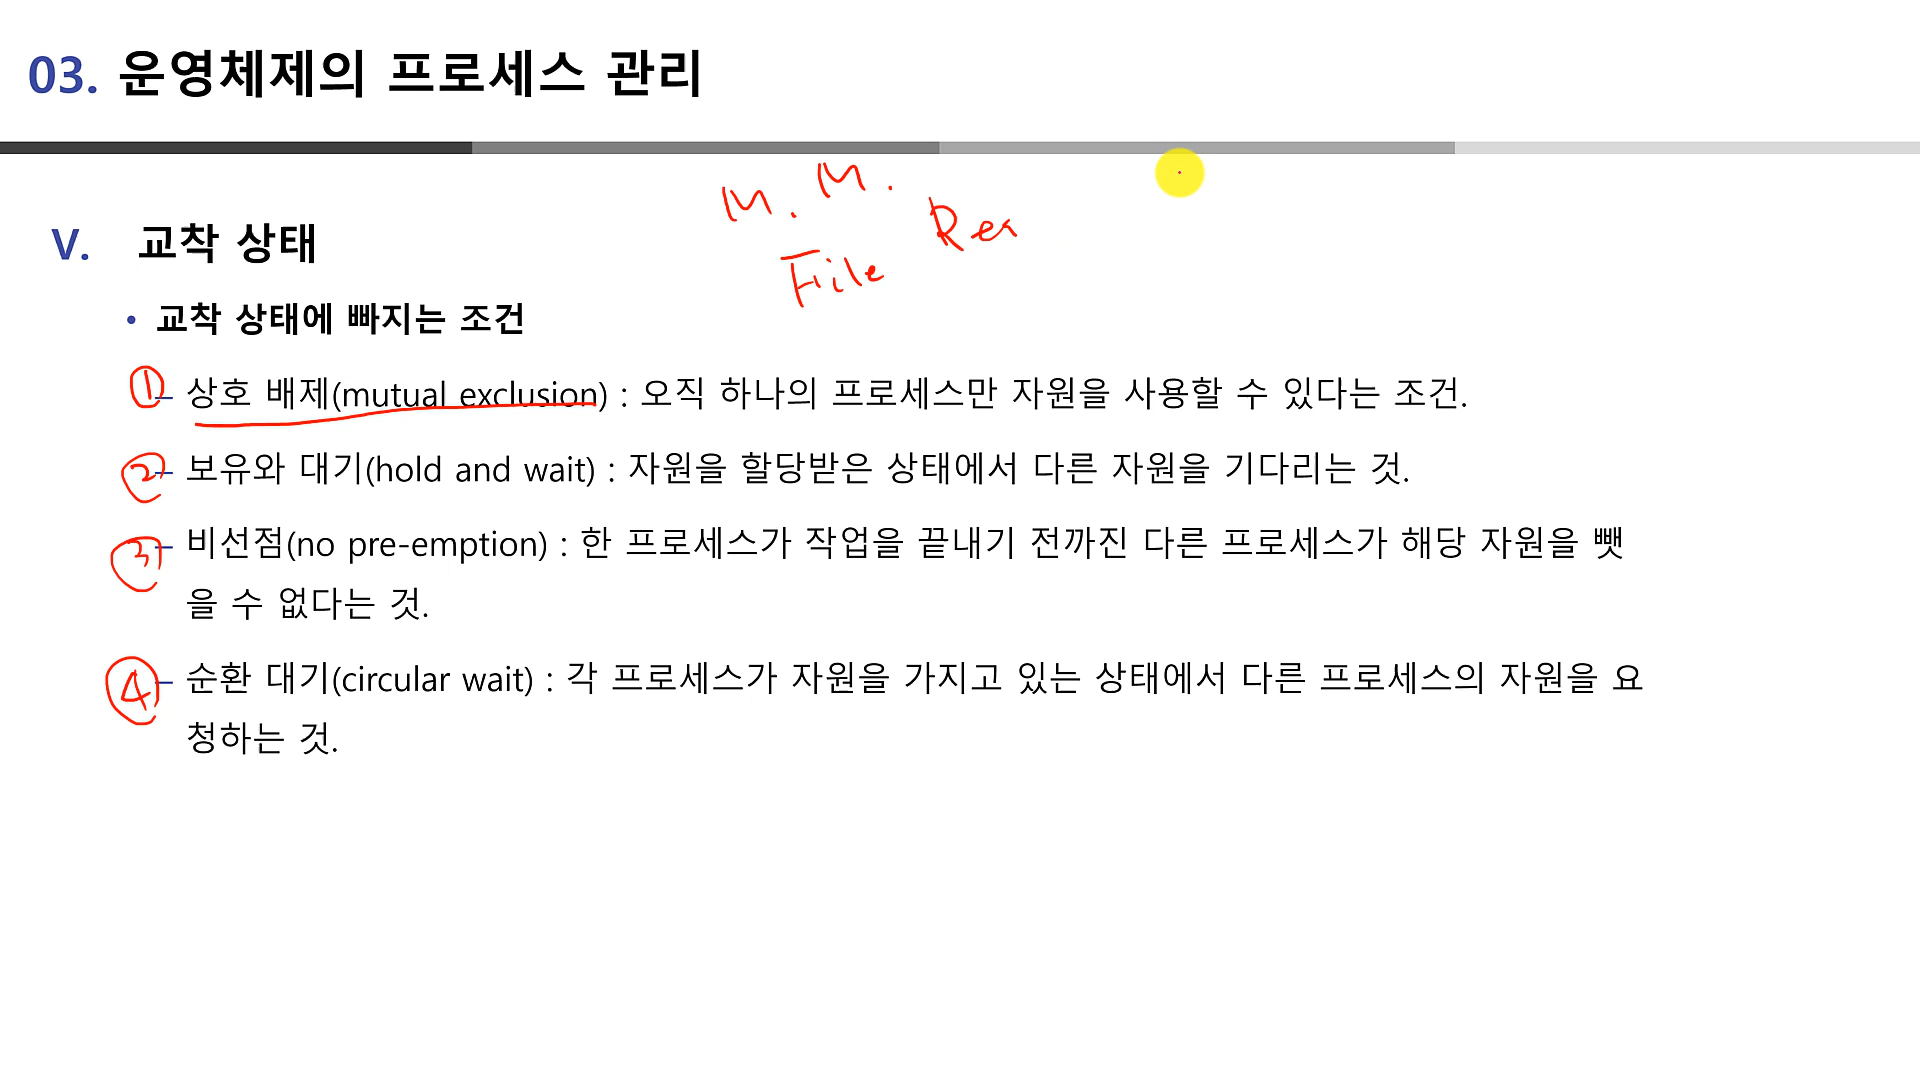 03. 운영체제의 프로세스 관리
M. M.
File Rea
V. 교착 상태
• 교착 상태에 빠지는 조건
① – 상호 배제(mutual exclusion) : 오직 하나의 프로세스만 자원을 사용할 수 있다는 조건.
② – 보유와 대기(hold and wait) : 자원을 할당받은 상태에서 다른 자원을 기다리는 것.
③ – 비선점(no pre-emption) : 한 프로세스가 작업을 끝내기 전까진 다른 프로세스가 해당 자원을 뺏
을 수 없다는 것.
④ – 순환 대기(circular wait) : 각 프로세스가 자원을 가지고 있는 상태에서 다른 프로세스의 자원을 요
청하는 것.